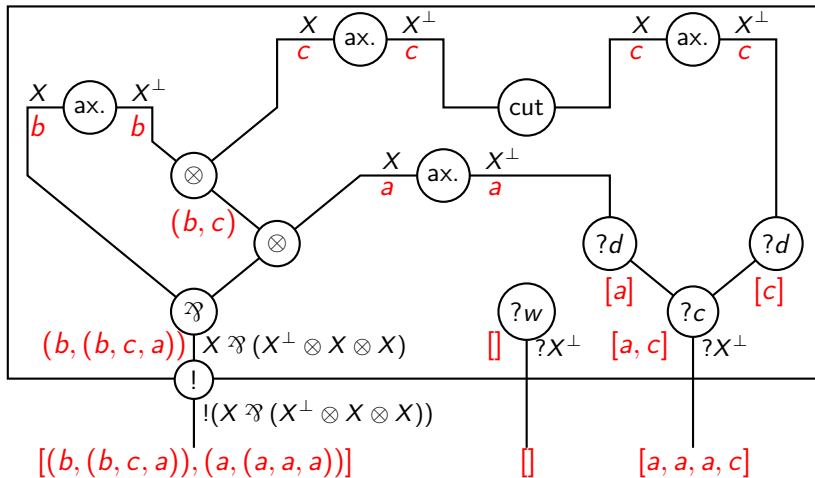 X ax. X⊥ X ax. X⊥
c c c c
X ax. X⊥
b b
cut
⊗ X ax. X⊥
a a
(b, c)
⊗ ?d ?d
[a] [c]
⅋ ?w ?c
(b, (b, c, a)) X ⅋ (X⊥ ⊗ X ⊗ X) [] ?X⊥ [a, c] ?X⊥
!
!(X ⅋ (X⊥ ⊗ X ⊗ X))
[(b, (b, c, a)), (a, (a, a, a))] [] [a, a, a, c]